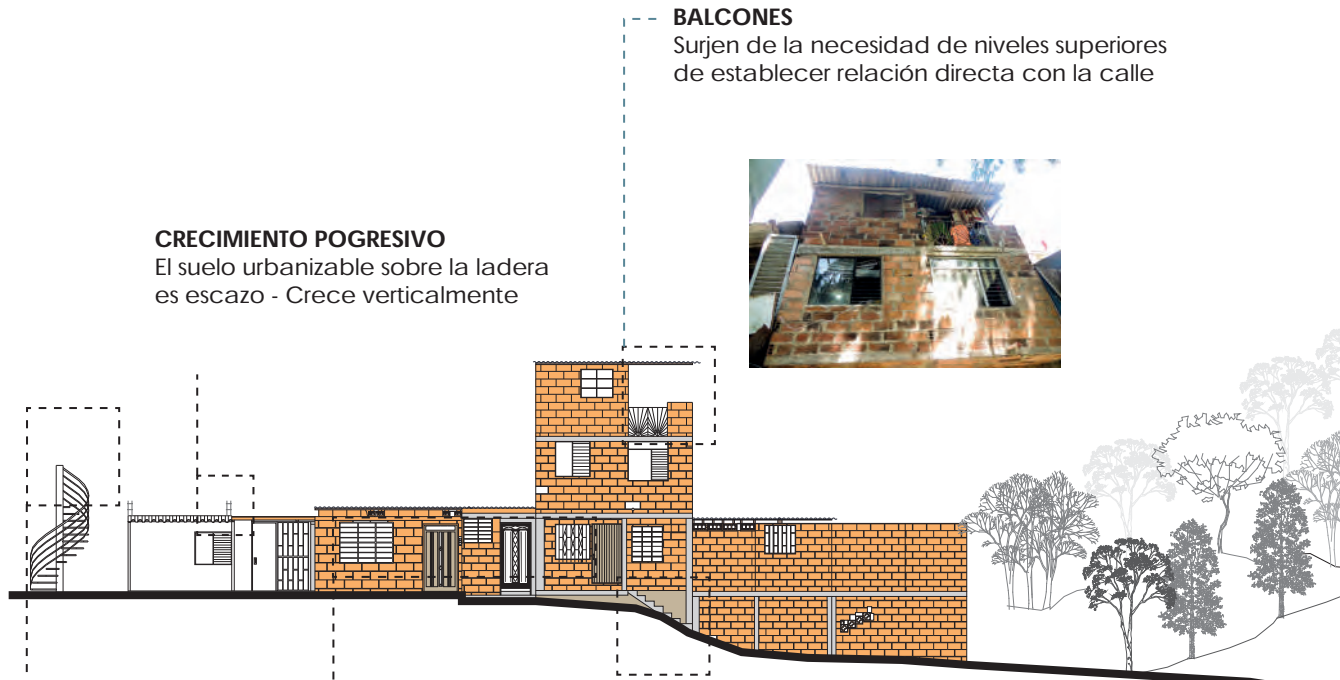 BALCONES
Surjen de la necesidad de niveles superiores
de establecer relación directa con la calle
CRECIMIENTO POGRESIVO
El suelo urbanizable sobre la ladera
es escazo - Crece verticalmente